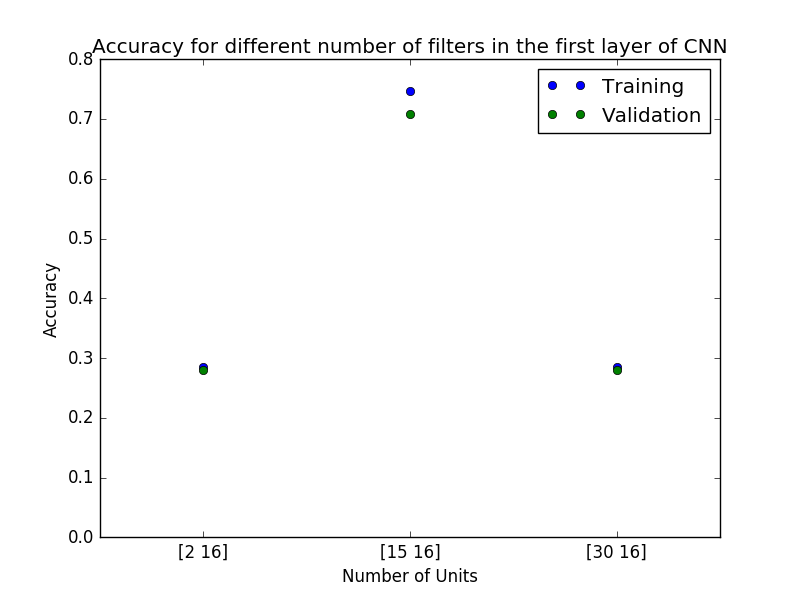 Accuracy for different number of filters in the first layer of CNN
0.8
Training
Validation
0.7
0.6
0.5
0.4
0.3
0.2
0.1
0.0
Accuracy
[2 16] [15 16] [30 16]
Number of Units